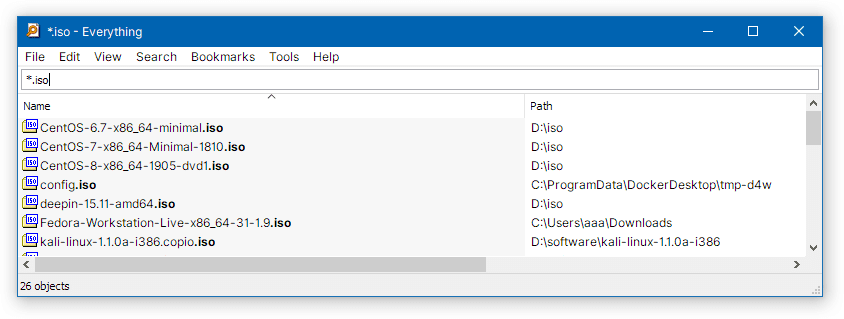 *.iso - Everything
File Edit View Search Bookmarks Tools Help
*.iso
Name Path
CentOS-6.7-x86_64-minimal.iso D:\iso
CentOS-7-x86_64-Minimal-1810.iso D:\iso
CentOS-8-x86_64-1905-dvd1.iso D:\iso
config.iso C:\ProgramData\DockerDesktop\tmp-d4w
deepin-15.11-amd64.iso D:\iso
Fedora-Workstation-Live-x86_64-31-1.9.iso C:\Users\aaa\Downloads
kali-linux-1.1.0a-i386.copio.iso D:\software\kali-linux-1.1.0a-i386
26 objects